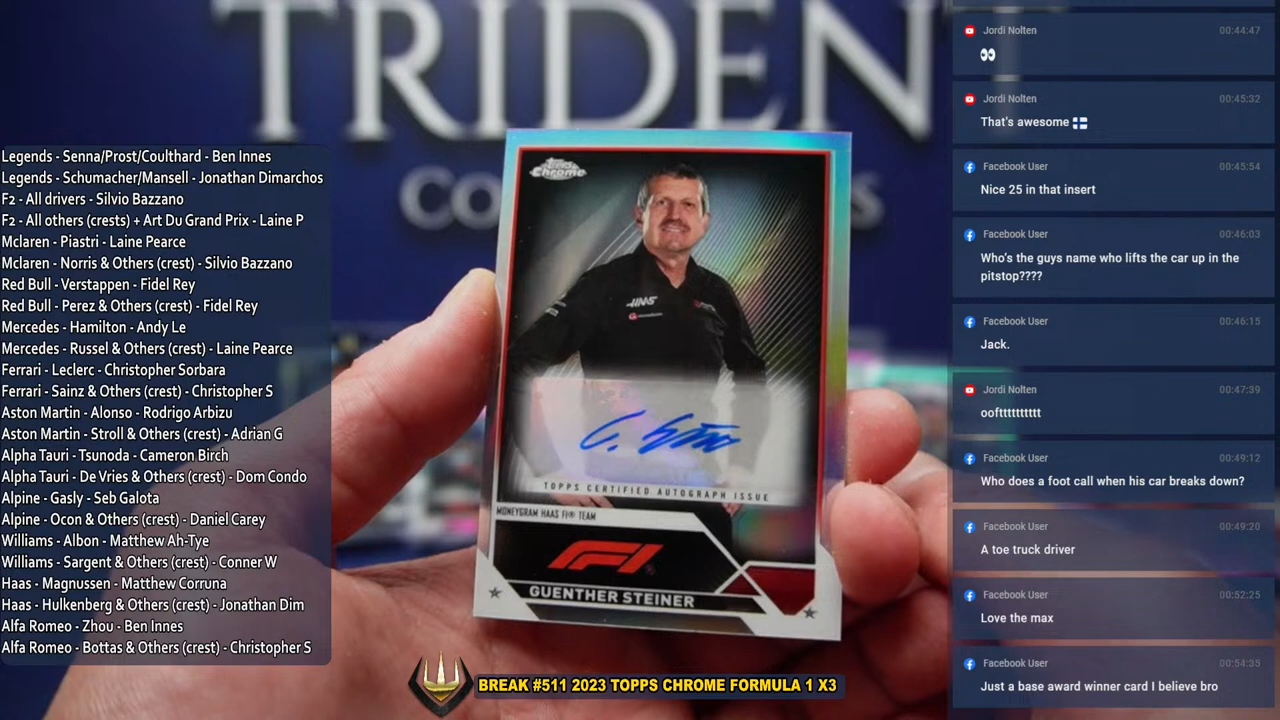 TRIDEN
CO
S
Legends - Senna/Prost/Coulthard - Ben Innes
Legends - Schumacher/Mansell - Jonathan Dimarchos
F2 - All drivers - Silvio Bazzano
F2 - All others (crests) + Art Du Grand Prix - Laine P
Mclaren - Piastri - Laine Pearce
Mclaren - Norris & Others (crest) - Silvio Bazzano
Red Bull - Verstappen - Fidel Rey
Red Bull - Perez & Others (crest) - Fidel Rey
Mercedes - Hamilton - Andy Le
Mercedes - Russel & Others (crest) - Laine Pearce
Ferrari - Leclerc - Christopher Sorbara
Ferrari - Sainz & Others (crest) - Christopher S
Aston Martin - Alonso - Rodrigo Arbizu
Aston Martin - Stroll & Others (crest) - Adrian G
Alpha Tauri - Tsunoda - Cameron Birch
Alpha Tauri - De Vries & Others (crest) - Dom Condo
Alpine - Gasly - Seb Galota
Alpine - Ocon & Others (crest) - Daniel Carey
Williams - Albon - Matthew Ah-Tye
Williams - Sargent & Others (crest) - Conner W
Haas - Magnussen - Matthew Corruna
Haas - Hulkenberg & Others (crest) - Jonathan Dim
Alfa Romeo - Zhou - Ben Innes
Alfa Romeo - Bottas & Others (crest) - Christopher S
Topps
Chrome
HAAS
TOPPS CERTIFIED AUTOGRAPH ISSUE
MONEYGRAM HAAS F1® TEAM
F1
GUENTHER STEINER
BREAK #511 2023 TOPPS CHROME FORMULA 1 X3
Jordi Nolten 00:44:47
👀
Jordi Nolten 00:45:32
That's awesome 🇫🇮
Facebook User 00:45:54
Nice 25 in that insert
Facebook User 00:46:03
Who's the guys name who lifts the car up in the
pitstop????
Facebook User 00:46:15
Jack.
Jordi Nolten 00:47:39
ooftttttttttt
Facebook User 00:49:12
Who does a foot call when his car breaks down?
Facebook User 00:49:20
A toe truck driver
Facebook User 00:52:25
Love the max
Facebook User 00:54:35
Just a base award winner card I believe bro